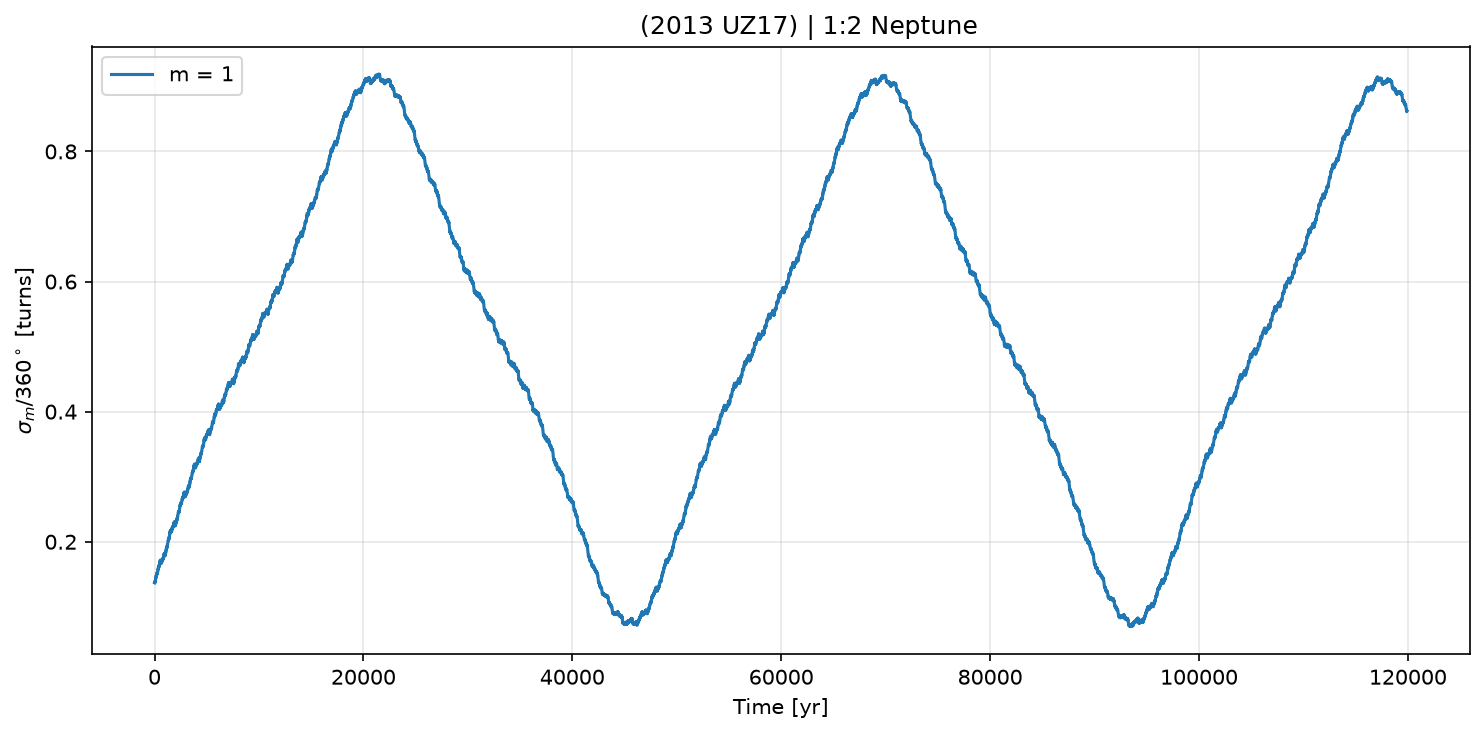 (2013 UZ17) | 1:2 Neptune
m = 1
σm/360° [turns]
0.8
0.6
0.4
0.2
0 20000 40000 60000 80000 100000 120000
Time [yr]